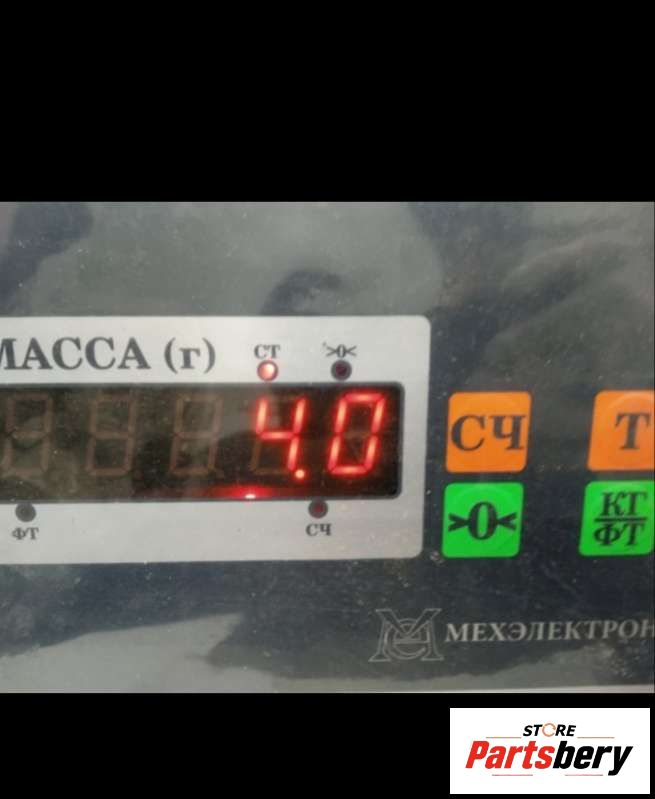 МАССА (г)
СТ >0<
4.0
ФТ СЧ
СЧ Т
>0< КГ
ФТ
МЕХЭЛЕКТРОН
STORE
Partsbery